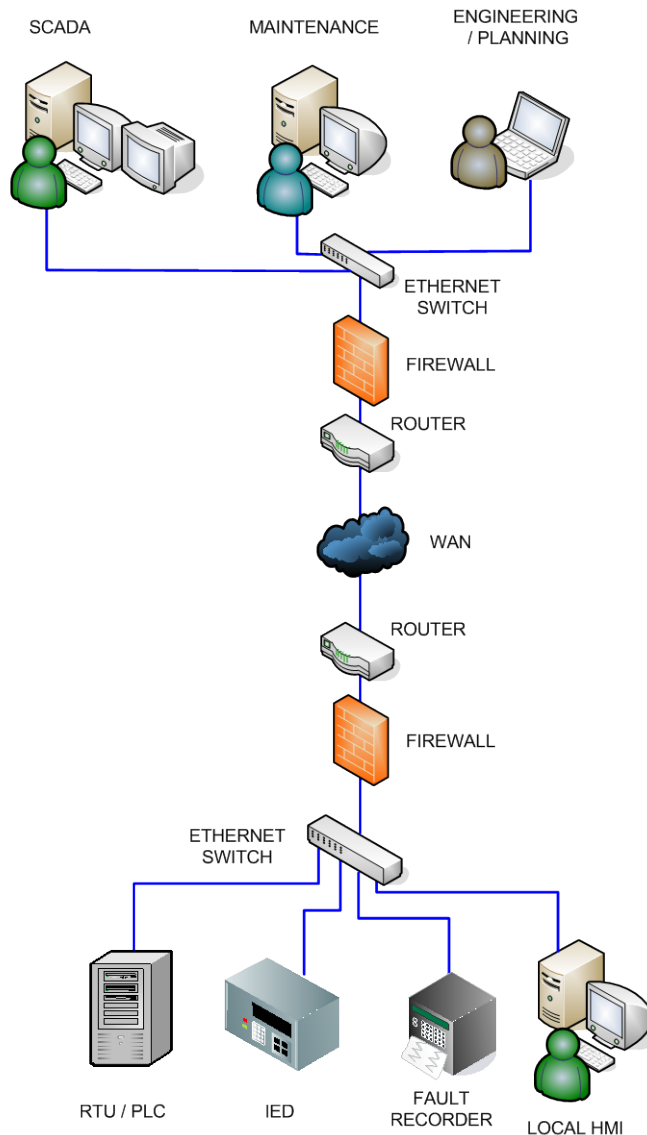 SCADA
MAINTENANCE
ENGINEERING
/ PLANNING
ETHERNET
SWITCH
FIREWALL
ROUTER
WAN
ROUTER
FIREWALL
ETHERNET
SWITCH
RTU / PLC
IED
FAULT
RECORDER
LOCAL HMI